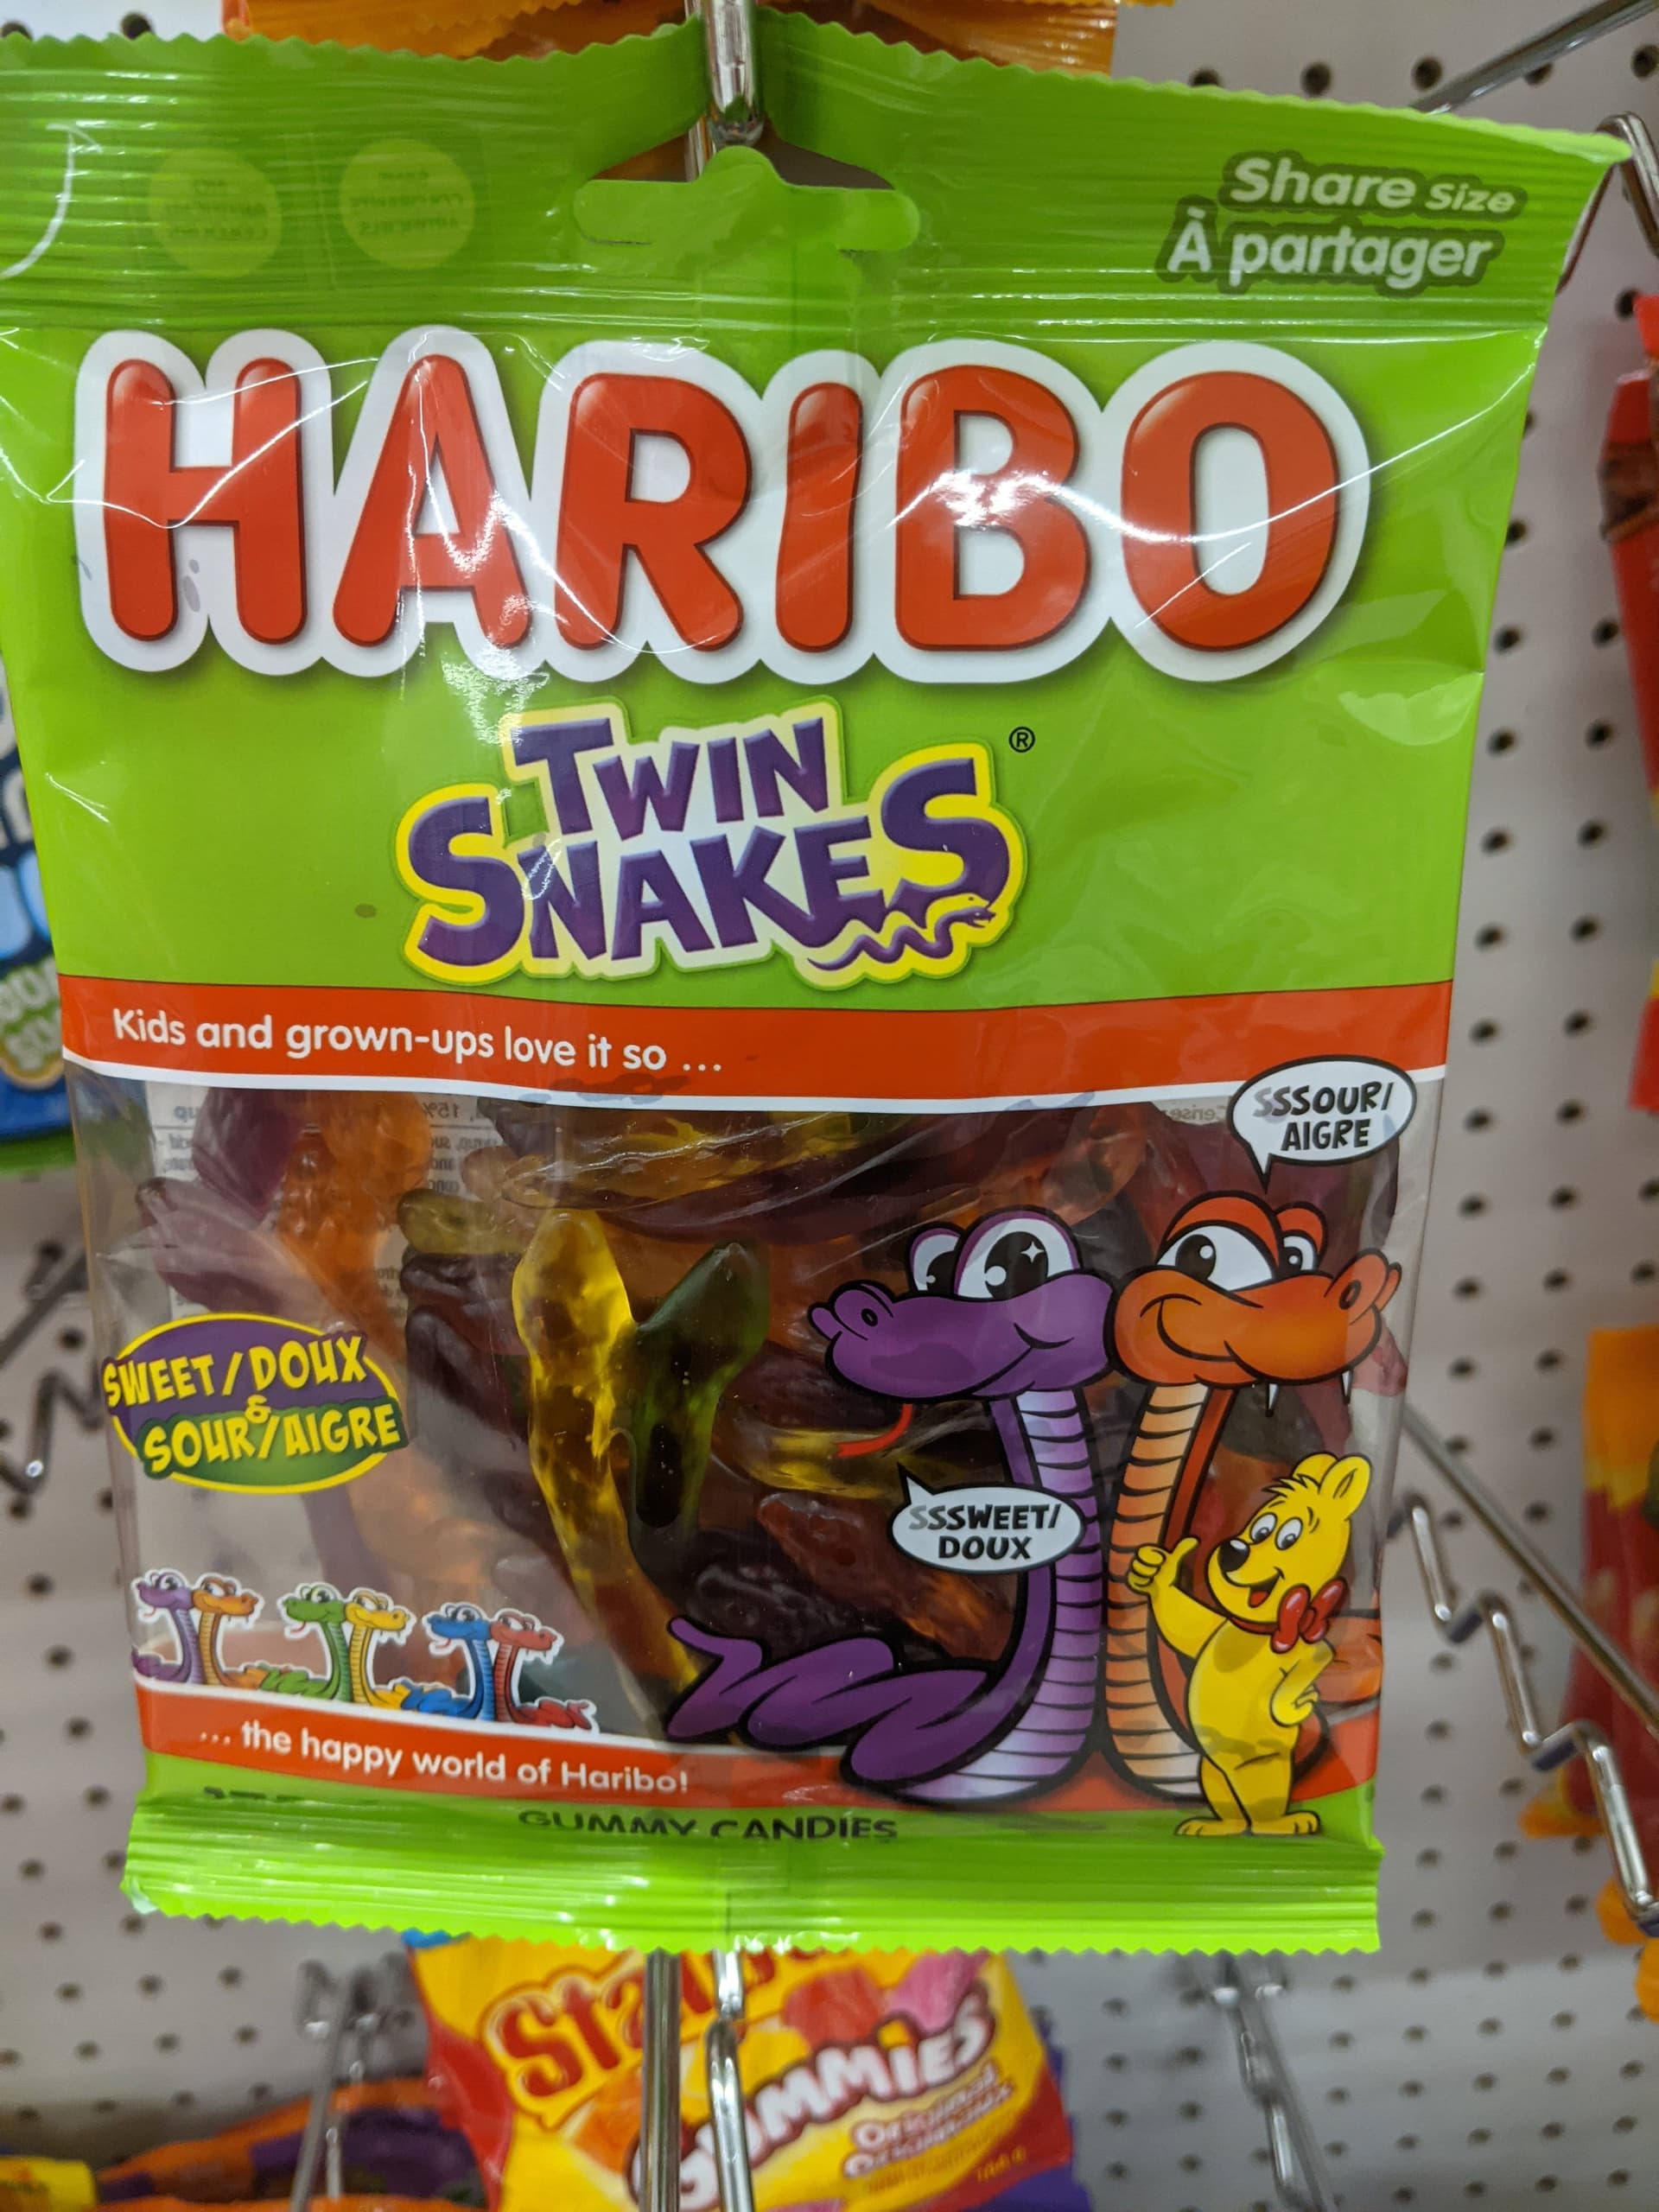 Share Size
À partager
HARIBO
TWIN
SNAKES
®
Kids and grown-ups love it so ...
SSSOUR/
AIGRE
SWEET/DOUX
&
SOUR/AIGRE
SSSWEET/
DOUX
... the happy world of Haribo!
GUMMY CANDIES
GUMMIES
Original